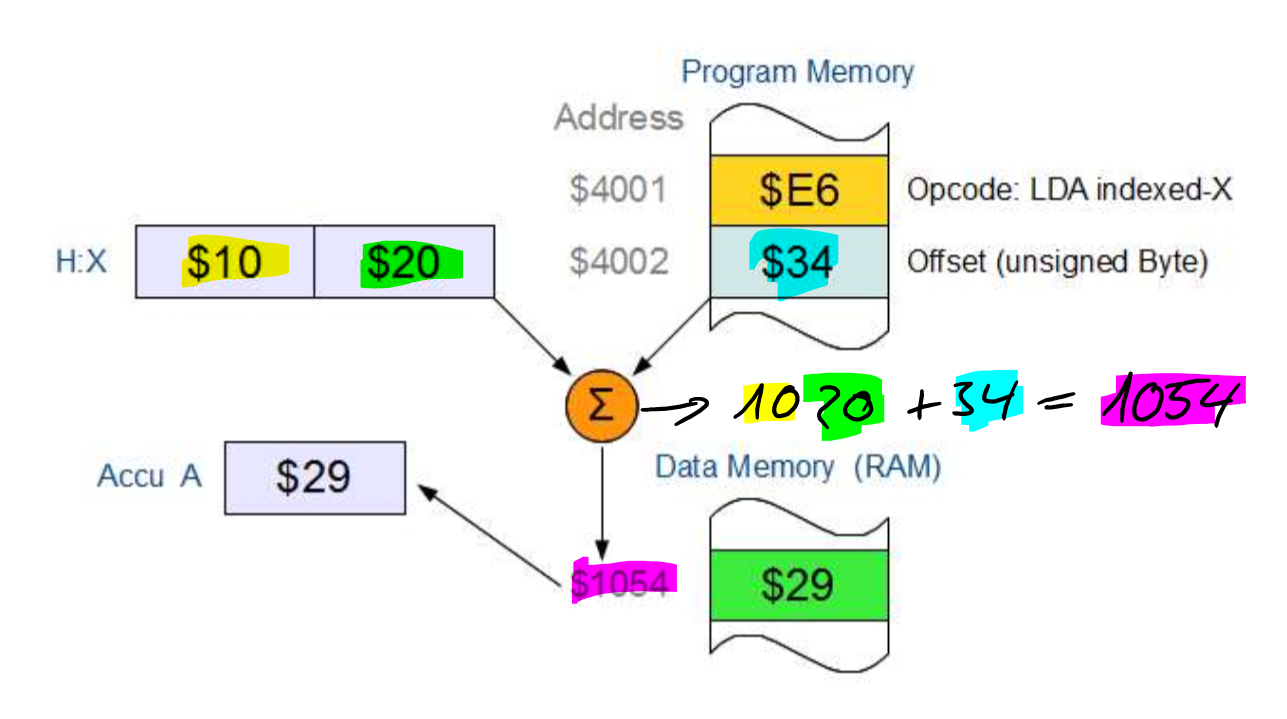 Program Memory
Address
$4001 $E6 Opcode: LDA indexed-X
H:X $10 $20 $4002 $34 Offset (unsigned Byte)
Σ → 1020 + 34 = 1054
Accu A $29 Data Memory (RAM)
$1054 $29